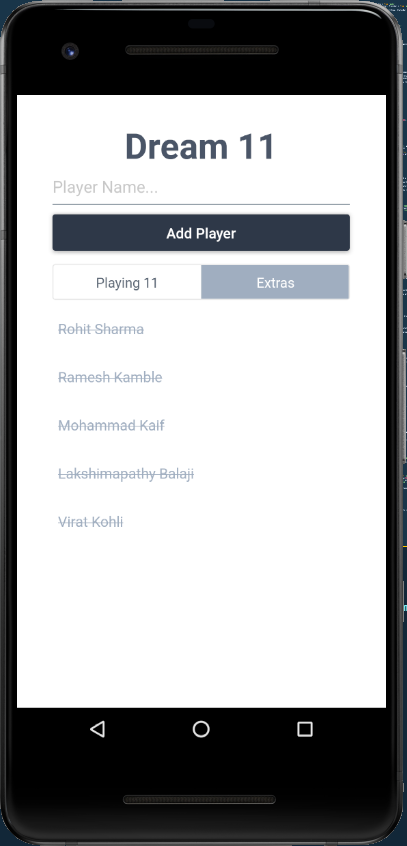 Dream 11
Player Name...
Add Player
Playing 11
Extras
Rohit Sharma
Ramesh Kamble
Mohammad Kaif
Lakshimapathy Balaji
Virat Kohli